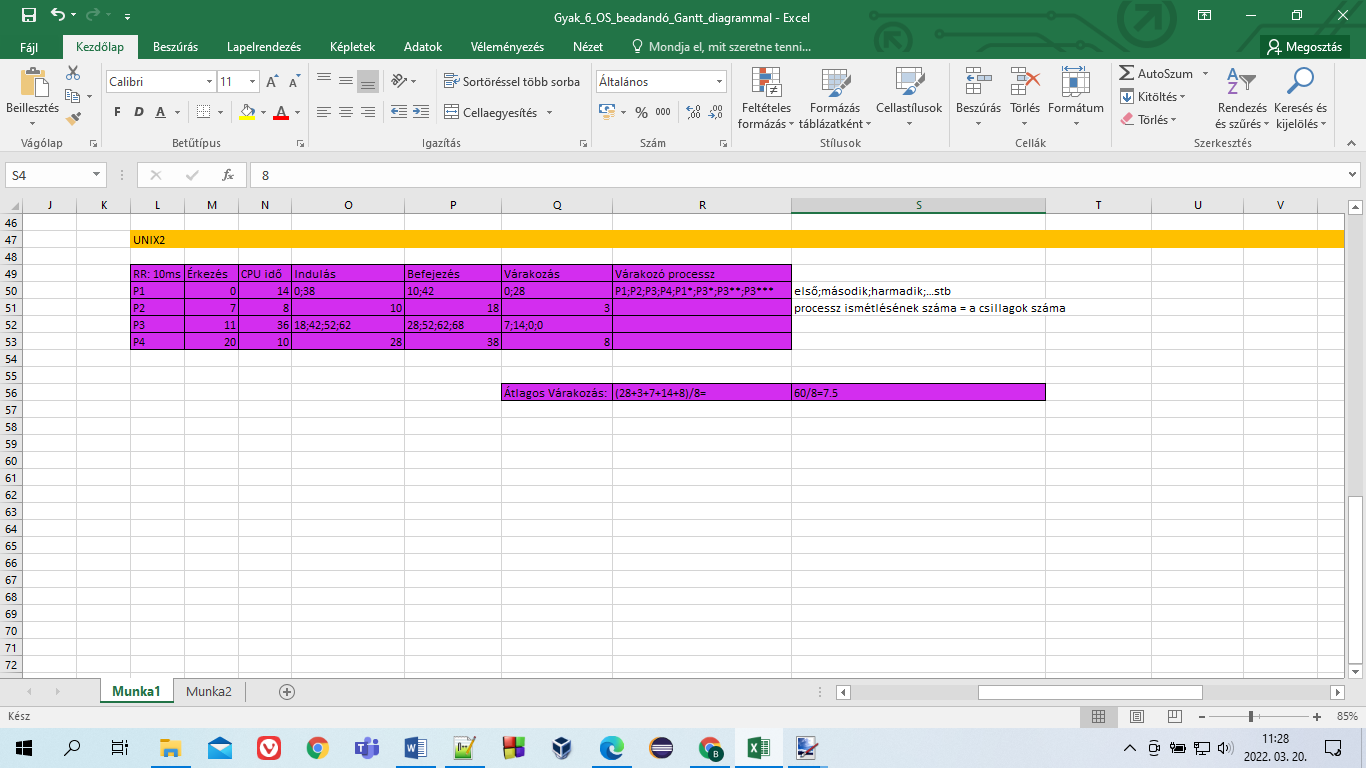 Gyak_6_OS_beadandó_Gantt_diagrammal - Excel
Fájl Kezdőlap Beszúrás Lapelrendezés Képletek Adatok Véleményezés Nézet Mondja el, mit szeretne tenni... Megosztás
Beillesztés
Vágólap
Calibri 11
F D A
Betűtípus
Sortöréssel több sorba
Cellaegyesítés
Igazítás
Általános
% 000
Szám
Feltételes formázás
Formázás táblázatként
Cellastílusok
Stílusok
Beszúrás Törlés Formátum
Cellák
AutoSzum
Kitöltés
Törlés
Rendezés és szűrés
Keresés és kijelölés
Szerkesztés
S4 fx 8
J K L M N O P Q R S T U V
46
47 UNIX2
48
49 RR: 10ms Érkezés CPU idő Indulás Befejezés Várakozás Várakozó processz
50 P1 0 14 0;38 10;42 0;28 P1;P2;P3;P4;P1*;P3*;P3**;P3*** első;második;harmadik;...stb
51 P2 7 8 10 18 3 processz ismétlésének száma = a csillagok száma
52 P3 11 36 18;42;52;62 28;52;62;68 7;14;0;0
53 P4 20 10 28 38 8
54
55
56 Átlagos Várakozás: (28+3+7+14+8)/8= 60/8=7.5
57
58
59
60
61
62
63
64
65
66
67
68
69
70
71
72
Munka1 Munka2
Kész 85%
11:28
2022. 03. 20.